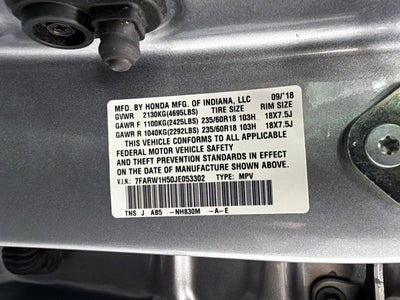 MFD. BY HONDA MFG. OF INDIANA, LLC 09/'18
GVWR 2130KG(4695LBS) TIRE SIZE RIM SIZE
GAWR F 1100KG(2425LBS) 235/60R18 103H 18X7.5J
GAWR R 1040KG(2292LBS) 235/60R18 103H 18X7.5J
THIS VEHICLE CONFORMS TO ALL APPLICABLE
FEDERAL MOTOR VEHICLE SAFETY
AND THEFT PREVENTION STANDARDS IN EFFECT
ON THE DATE OF MANUFACTURE SHOWN ABOVE.
V.I.N.: 7FARW1H50JE053302 TYPE: MPV
TNS J AB5 -NH830M -A-E